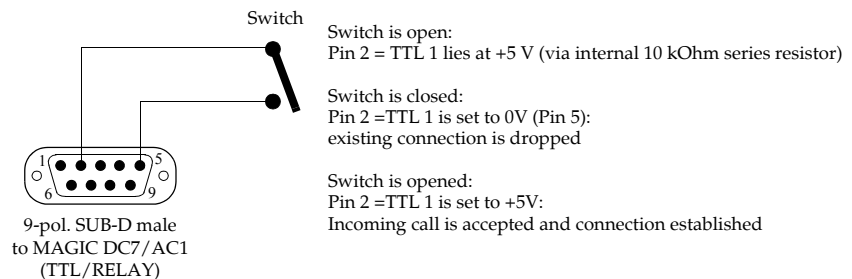 Switch
Switch is open:
Pin 2 = TTL 1 lies at +5 V (via internal 10 kOhm series resistor)
Switch is closed:
Pin 2 =TTL 1 is set to 0V (Pin 5):
existing connection is dropped
Switch is opened:
Pin 2 =TTL 1 is set to +5V:
Incoming call is accepted and connection established
1 5
6 9
9-pol. SUB-D male
to MAGIC DC7/AC1
(TTL/RELAY)